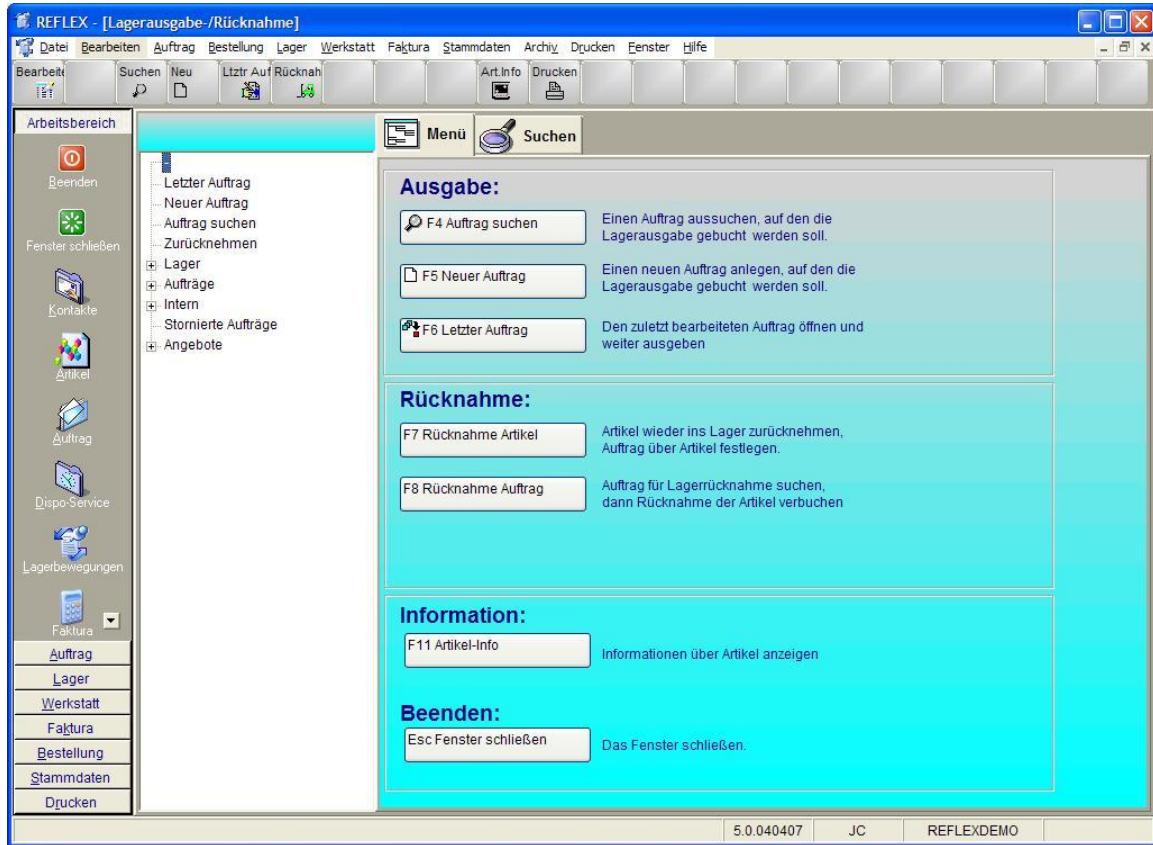 REFLEX - [Lagerausgabe-/Rücknahme]
Datei Bearbeiten Auftrag Bestellung Lager Werkstatt Faktura Stammdaten Archiv Drucken Fenster Hilfe
Bearbeite Suchen Neu Ltztr Auf Rücknah Art.Info Drucken
Arbeitsbereich
Beenden
Fenster schließen
Kontakte
Artikel
Auftrag
Dispo-Service
Lagerbewegungen
Faktura
Auftrag
Lager
Werkstatt
Faktura
Bestellung
Stammdaten
Drucken
-
Letzter Auftrag
Neuer Auftrag
Auftrag suchen
Zurücknehmen
Lager
Aufträge
Intern
Stornierte Aufträge
Angebote
Menü Suchen
Ausgabe:
F4 Auftrag suchen
Einen Auftrag aussuchen, auf den die
Lagerausgabe gebucht werden soll.
F5 Neuer Auftrag
Einen neuen Auftrag anlegen, auf den die
Lagerausgabe gebucht werden soll.
F6 Letzter Auftrag
Den zuletzt bearbeiteten Auftrag öffnen und
weiter ausgeben
Rücknahme:
F7 Rücknahme Artikel
Artikel wieder ins Lager zurücknehmen,
Auftrag über Artikel festlegen.
F8 Rücknahme Auftrag
Auftrag für Lagerrücknahme suchen,
dann Rücknahme der Artikel verbuchen
Information:
F11 Artikel-Info
Informationen über Artikel anzeigen
Beenden:
Esc Fenster schließen
Das Fenster schließen.
5.0.040407 JC REFLEXDEMO